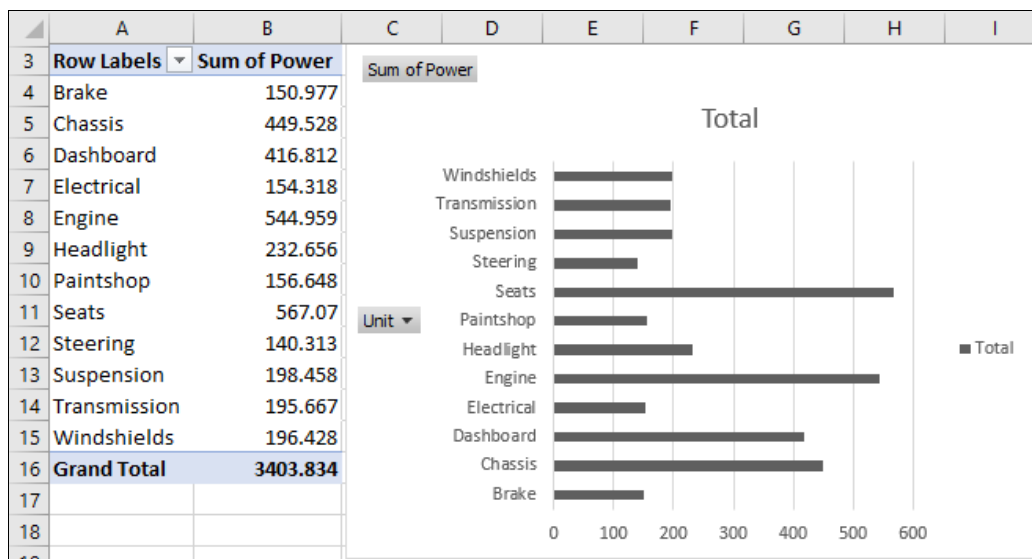 A B C D E F G H I
3 Row Labels Sum of Power
4 Brake 150.977
5 Chassis 449.528
6 Dashboard 416.812
7 Electrical 154.318
8 Engine 544.959
9 Headlight 232.656
10 Paintshop 156.648
11 Seats 567.07
12 Steering 140.313
13 Suspension 198.458
14 Transmission 195.667
15 Windshields 196.428
16 Grand Total 3403.834
17
18
Sum of Power
Total
Windshields
Transmission
Suspension
Steering
Seats
Unit
Paintshop
Headlight
Total
Engine
Electrical
Dashboard
Chassis
Brake
0 100 200 300 400 500 600